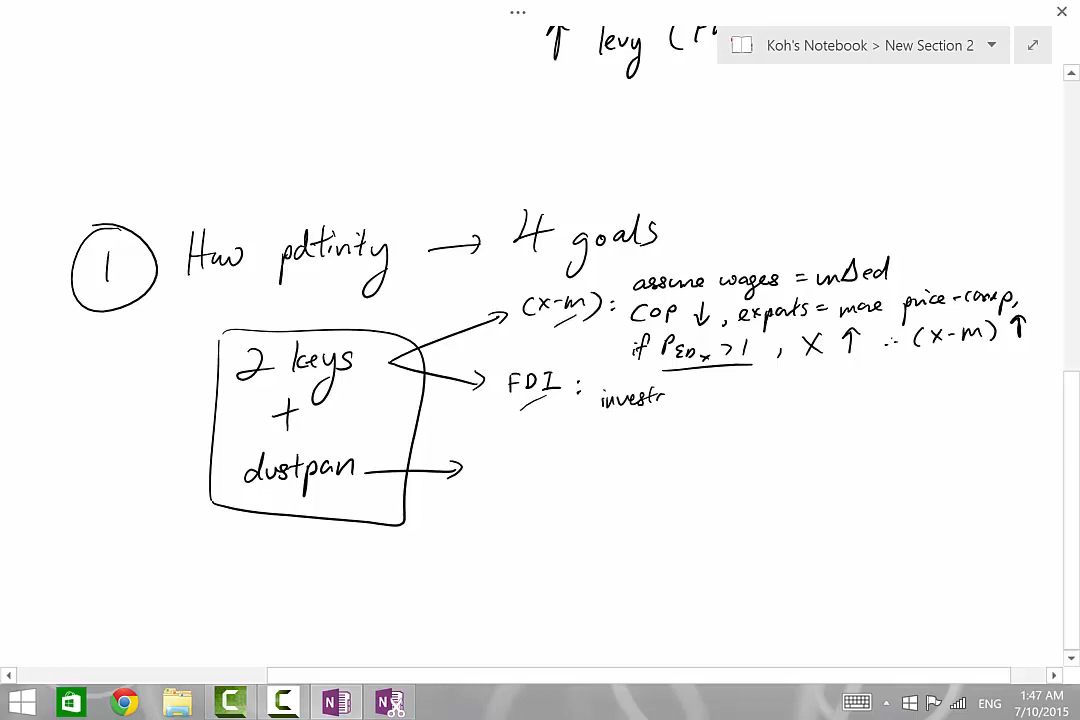 ↑ levy (
Koh's Notebook > New Section 2
① How pdtivity → 4 goals
(x-m): assume wages = unΔed
COP ↓, exports = more price-comp,
if PED x > 1, X ↑ ∴ (x-m) ↑
2 keys
FDI : investr
+
dustpan →
ENG
1:47 AM
7/10/2015